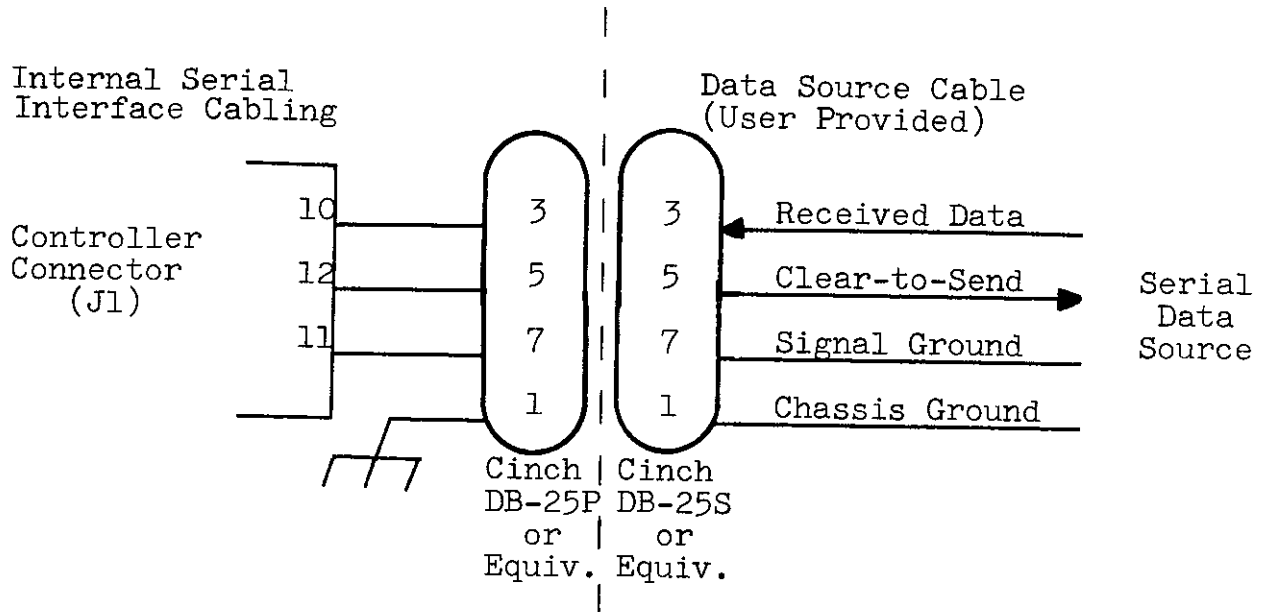 Internal Serial
Interface Cabling
Data Source Cable
(User Provided)
Controller
Connector
(J1)
10
12
11
3
5
7
1
3
5
7
1
Received Data
Clear-to-Send
Signal Ground
Chassis Ground
Serial
Data
Source
Cinch
DB-25P
or
Equiv.
Cinch
DB-25S
or
Equiv.